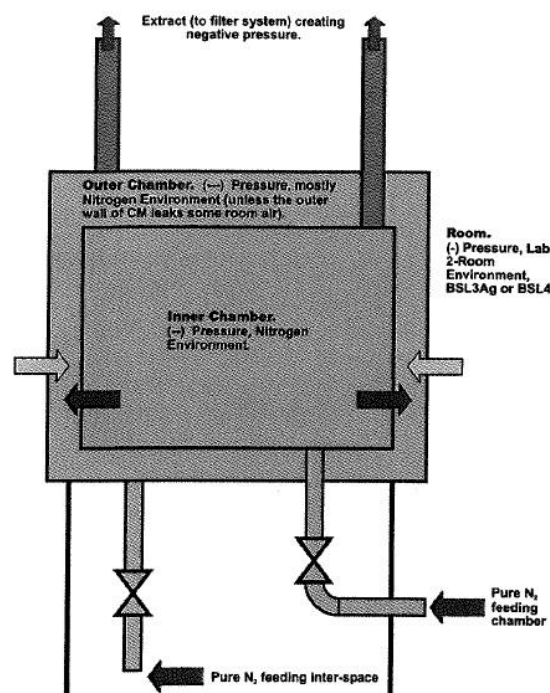 Extract (to filter system) creating
negative pressure.
Outer Chamber. (---) Pressure, mostly
Nitrogen Environment (unless the outer
wall of CM leaks some room air).
Room.
(-) Pressure, Lab
2-Room
Environment,
BSL3Ag or BSL4
Inner Chamber.
(--) Pressure, Nitrogen
Environment.
Pure N₂
feeding
chamber
Pure N₂ feeding inter-space